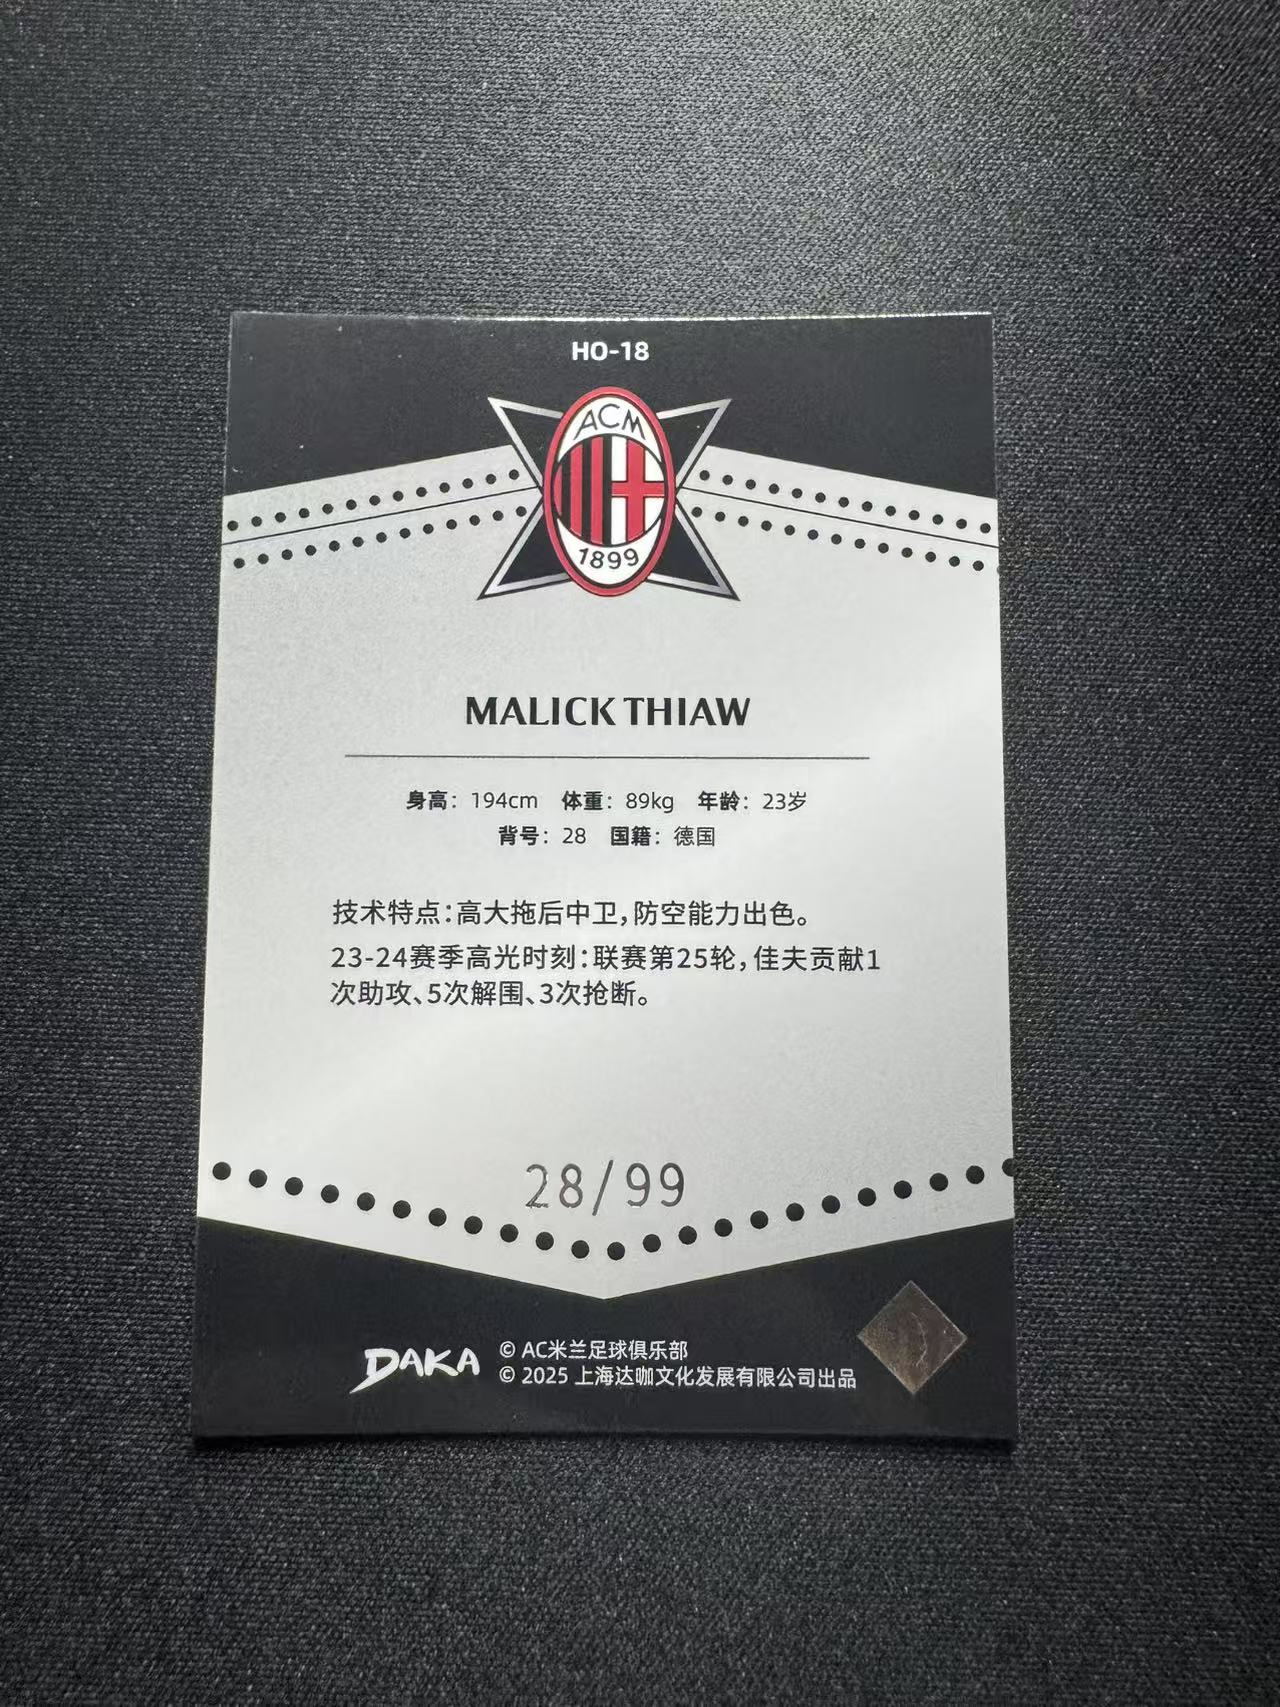 HO-18
ACM
1899
MALICK THIAW
身高：194cm 体重：89kg 年龄：23岁
背号：28 国籍：德国
技术特点：高大拖后中卫，防空能力出色。
23-24赛季高光时刻：联赛第25轮，佳夫贡献1
次助攻、5次解围、3次抢断。
28/99
DAKA
© AC米兰足球俱乐部
© 2025 上海达咖文化发展有限公司出品